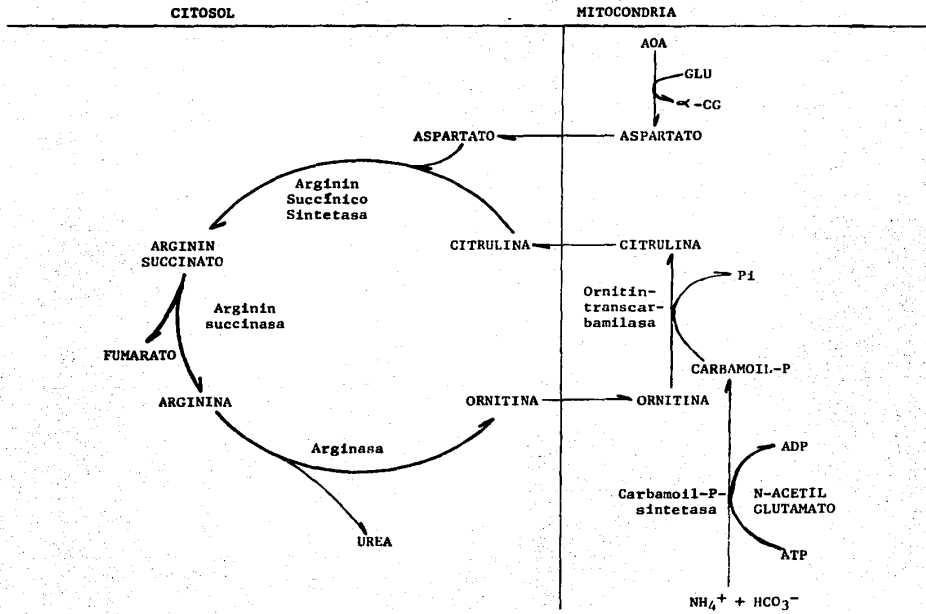 CITOSOL
MITOCONDRIA
AOA
GLU
α-CG
ASPARTATO
ASPARTATO
Arginin
Succínico
Sintetasa
ARGININ
SUCCINATO
CITRULINA
CITRULINA
Pi
Ornitin-
transcar-
bamilasa
Arginin
succinasa
FUMARATO
CARBAMOIL-P
ARGININA
ORNITINA
ORNITINA
Arginasa
ADP
Carbamoil-P-
sintetasa
N-ACETIL
GLUTAMATO
UREA
ATP
NH₄⁺ + HCO₃⁻